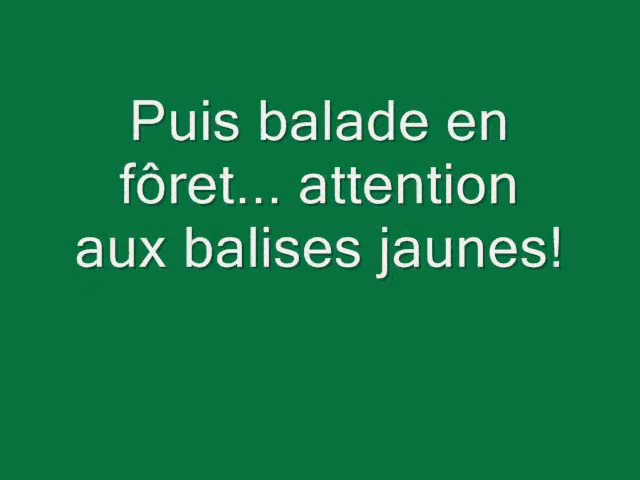 Puis balade en
fôret... attention
aux balises jaunes!